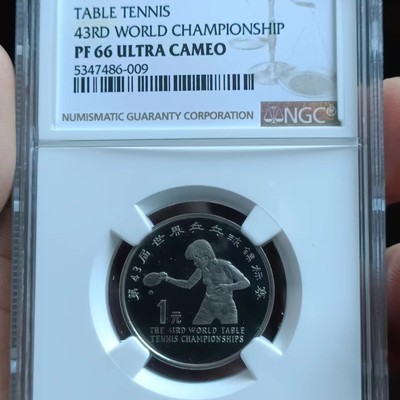 TABLE TENNIS
43RD WORLD CHAMPIONSHIP
PF 66 ULTRA CAMEO
5347486-009
NUMISMATIC GUARANTY CORPORATION
NGC
第43届世界乒乓球锦标赛
1元
THE 43RD WORLD TABLE
TENNIS CHAMPIONSHIPS